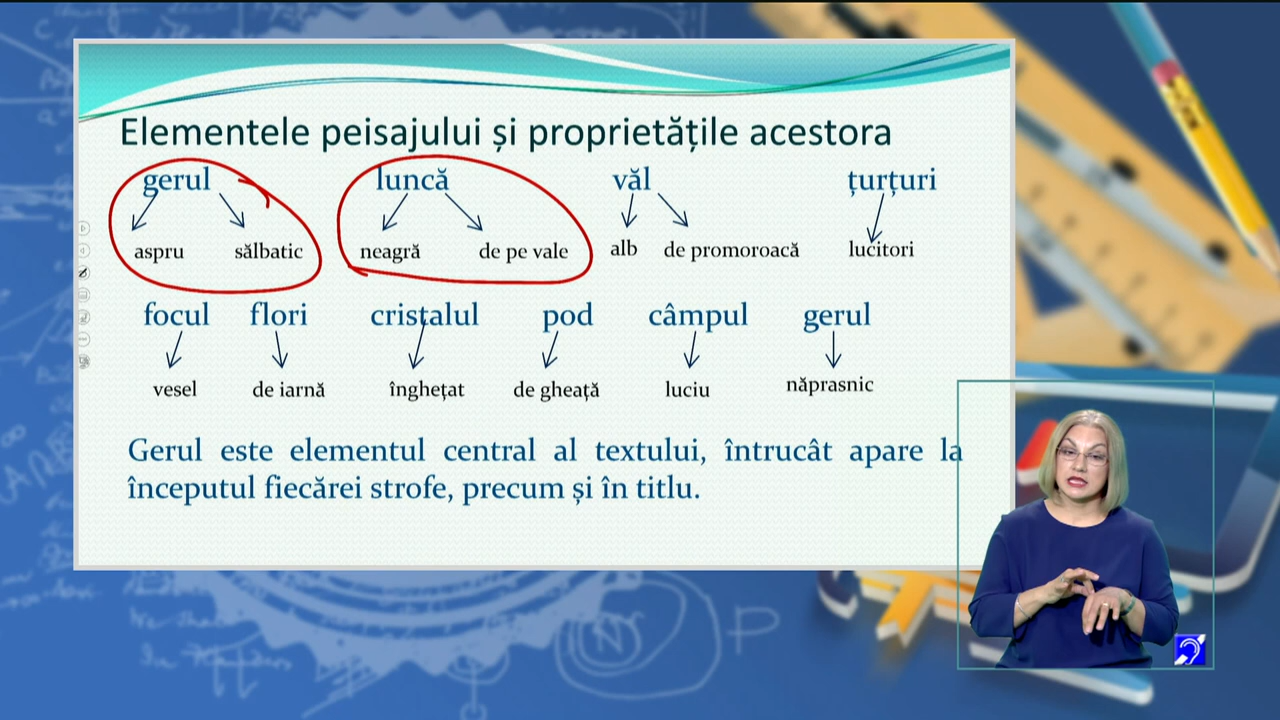 Elementele peisajului și proprietățile acestora
gerul luncă văl țurțuri
aspru sălbatic neagră de pe vale alb de promoroacă lucitori
focul flori cristalul pod câmpul gerul
vesel de iarnă înghețat de gheață luciu năprasnic
Gerul este elementul central al textului, întrucât apare la
începutul fiecărei strofe, precum și în titlu.
P